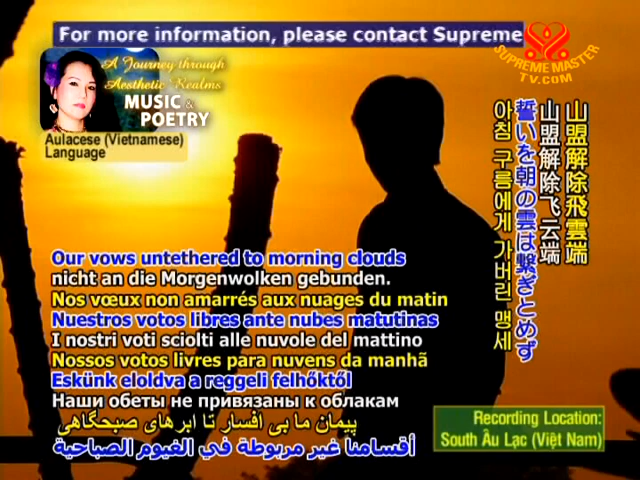 For more information, please contact Supreme
SUPREME MASTER
TV.COM
A Journey through
Aesthetic Realms
MUSIC &
POETRY
Aulacese (Vietnamese)
Language
山盟解除飛雲端
山盟解除飞云端
誓いを朝の雲は繋ぎとめず
아침 구름에게 가버린 맹세
Our vows untethered to morning clouds
nicht an die Morgenwolken gebunden.
Nos vœux non amarrés aux nuages du matin
Nuestros votos libres ante nubes matutinas
I nostri voti sciolti alle nuvole del mattino
Nossos votos livres para nuvens da manhã
Eskünk eloldva a reggeli felhőktől
Наши обеты не привязаны к облакам
پیمان ما بی افسار تا ابرهای صبحگاهی
أقسامنا غير مربوطة في الغيوم الصباحية
Recording Location:
South Âu Lạc (Việt Nam)